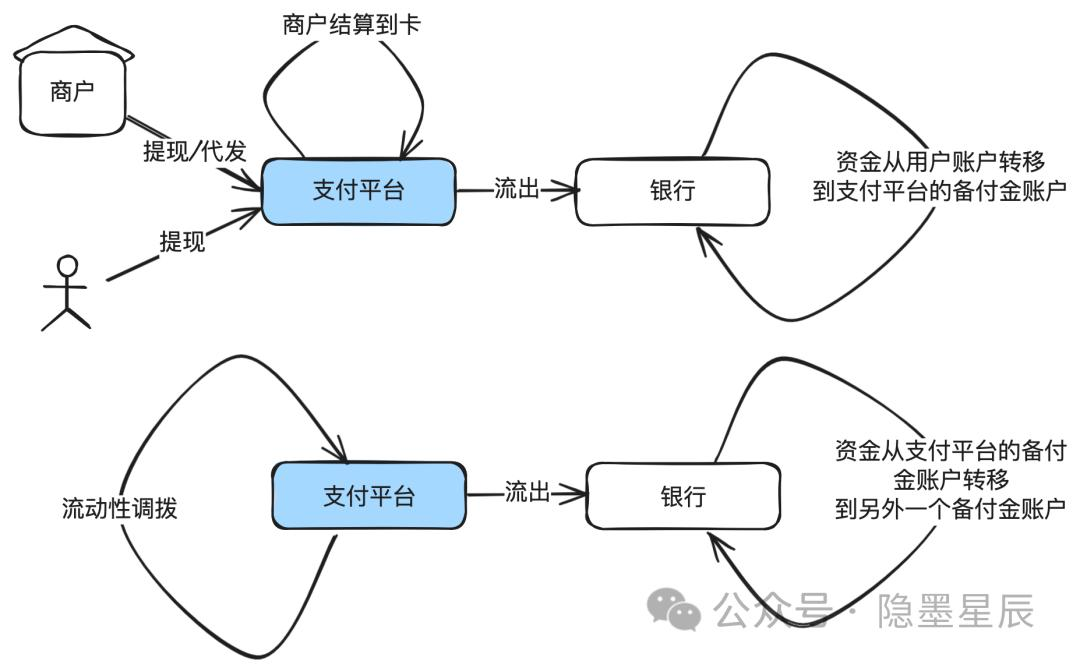 商户结算到卡
商户
提现/代发
支付平台
流出
银行
资金从用户账户转移
到支付平台的备付金账户
提现
流动性调拨
支付平台
流出
银行
资金从支付平台的备付
金账户转移
到另外一个备付金账户
公众号·隐墨星辰